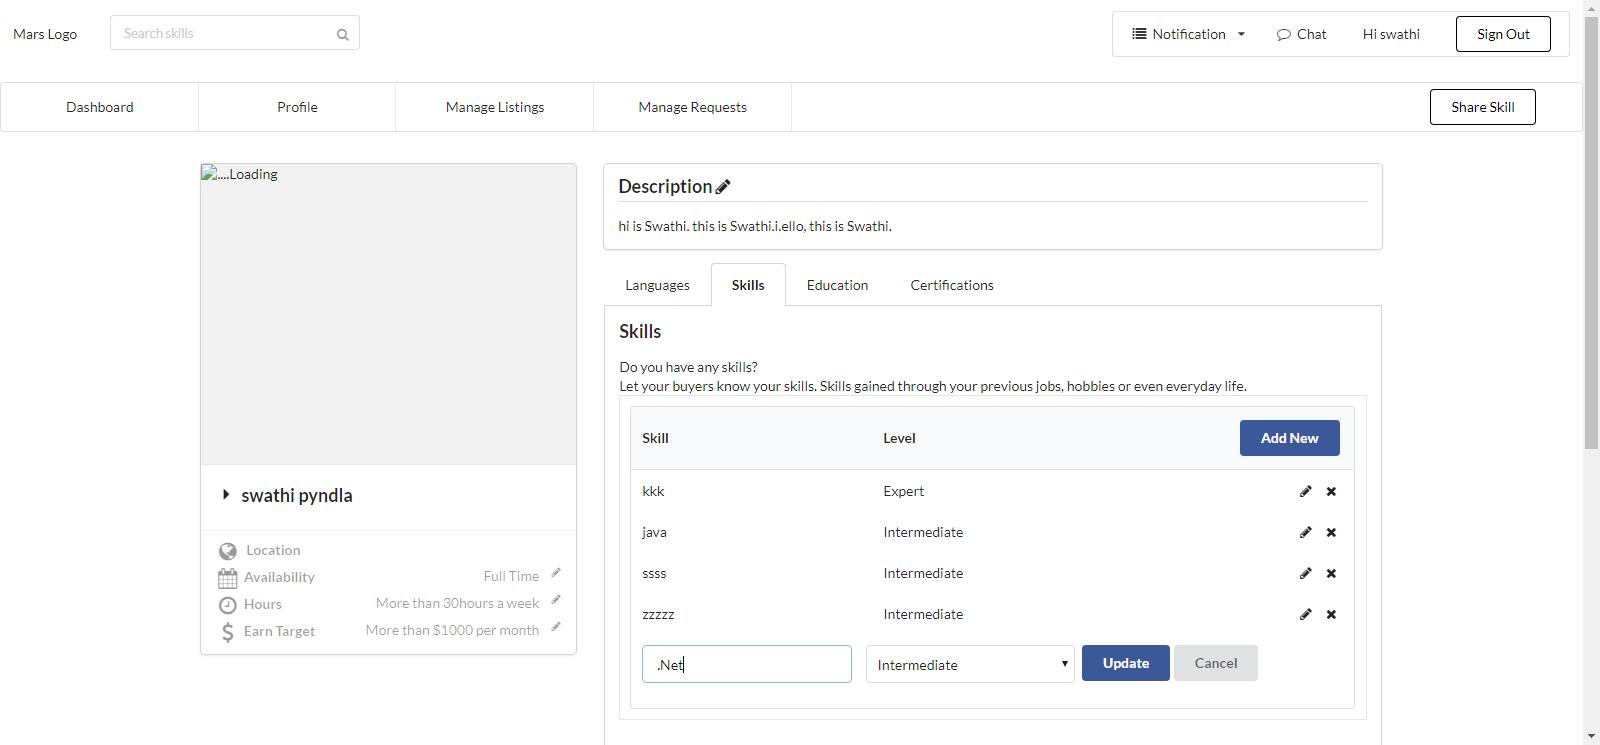 Mars Logo
Search skills
Notification
Chat
Hi swathi
Sign Out
Dashboard
Profile
Manage Listings
Manage Requests
Share Skill
....Loading
swathi pyndla
Location
Availability
Full Time
Hours
More than 30hours a week
Earn Target
More than $1000 per month
Description
hi is Swathi. this is Swathi.i.ello, this is Swathi.
Languages
Skills
Education
Certifications
Skills
Do you have any skills?
Let your buyers know your skills. Skills gained through your previous jobs, hobbies or even everyday life.
Skill
Level
Add New
kkk
Expert
java
Intermediate
ssss
Intermediate
zzzzz
Intermediate
.Net
Intermediate
Update
Cancel